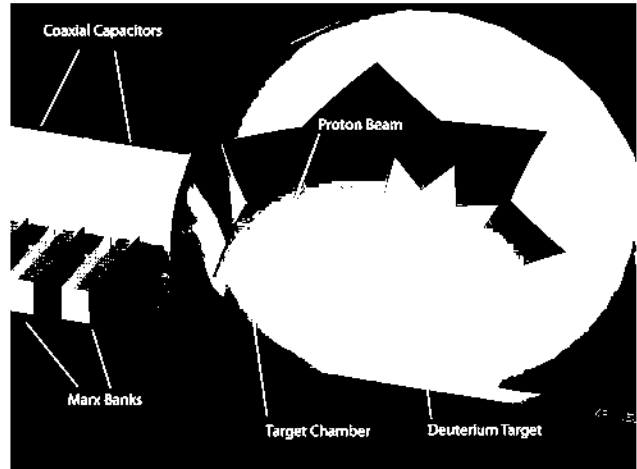 Coaxial Capacitors
Proton Beam
Marx Banks
Target Chamber
Deuterium Target